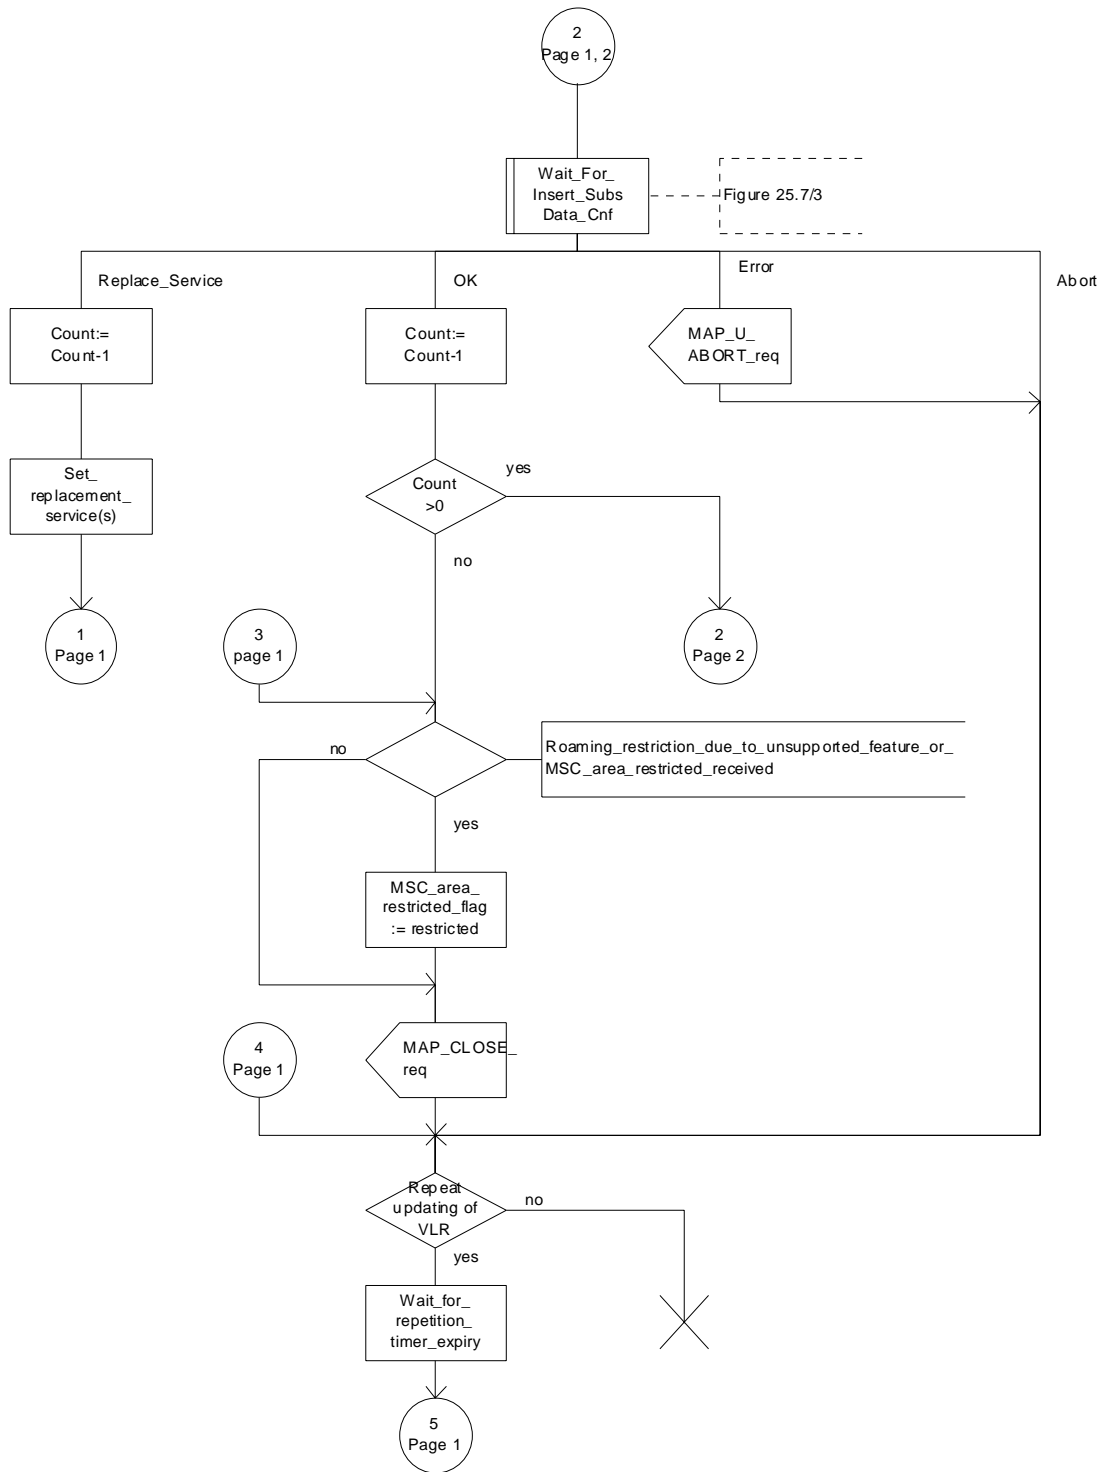 2
Page 1, 2
Wait_For_
Insert_Subs
Data_Cnf
Figure 25.7/3
Replace_Service
OK
Error
Abort
Count:=
Count-1
Count:=
Count-1
MAP_U_
ABORT_req
Set_
replacement_
service(s)
Count
>0
yes
no
1
Page 1
3
page 1
2
Page 2
no
Roaming_restriction_due_to_unsupported_feature_or_
MSC_area_restricted_received
yes
MSC_area_
restricted_flag
:= restricted
4
Page 1
MAP_CLOSE_
req
Repeat
updating of
VLR
no
yes
Wait_for_
repetition_
timer_expiry
5
Page 1